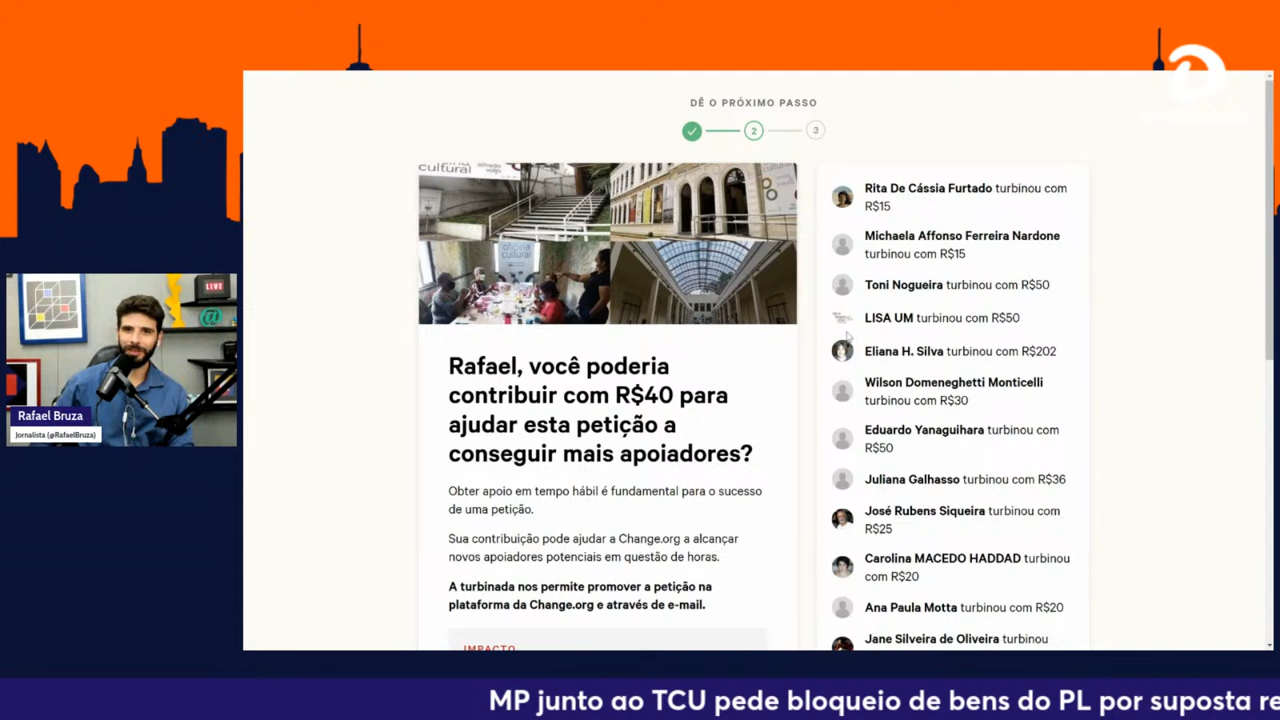 DÊ O PRÓXIMO PASSO
2
3
cultural
oficina
cultural
Rafael, você poderia
contribuir com R$40 para
ajudar esta petição a
conseguir mais apoiadores?
Obter apoio em tempo hábil é fundamental para o sucesso
de uma petição.
Sua contribuição pode ajudar a Change.org a alcançar
novos apoiadores potenciais em questão de horas.
A turbinada nos permite promover a petição na
plataforma da Change.org e através de e-mail.
IMPACTO
Rita De Cássia Furtado turbinou com
R$15
Michaela Affonso Ferreira Nardone
turbinou com R$15
Toni Nogueira turbinou com R$50
LISA UM turbinou com R$50
Eliana H. Silva turbinou com R$202
Wilson Domeneghetti Monticelli
turbinou com R$30
Eduardo Yanaguihara turbinou com
R$50
Juliana Galhasso turbinou com R$36
José Rubens Siqueira turbinou com
R$25
Carolina MACEDO HADDAD turbinou
com R$20
Ana Paula Motta turbinou com R$20
Jane Silveira de Oliveira turbinou
LIVE
@
Rafael Bruza
Jornalista (@RafaelBruza)
MP junto ao TCU pede bloqueio de bens do PL por suposta re